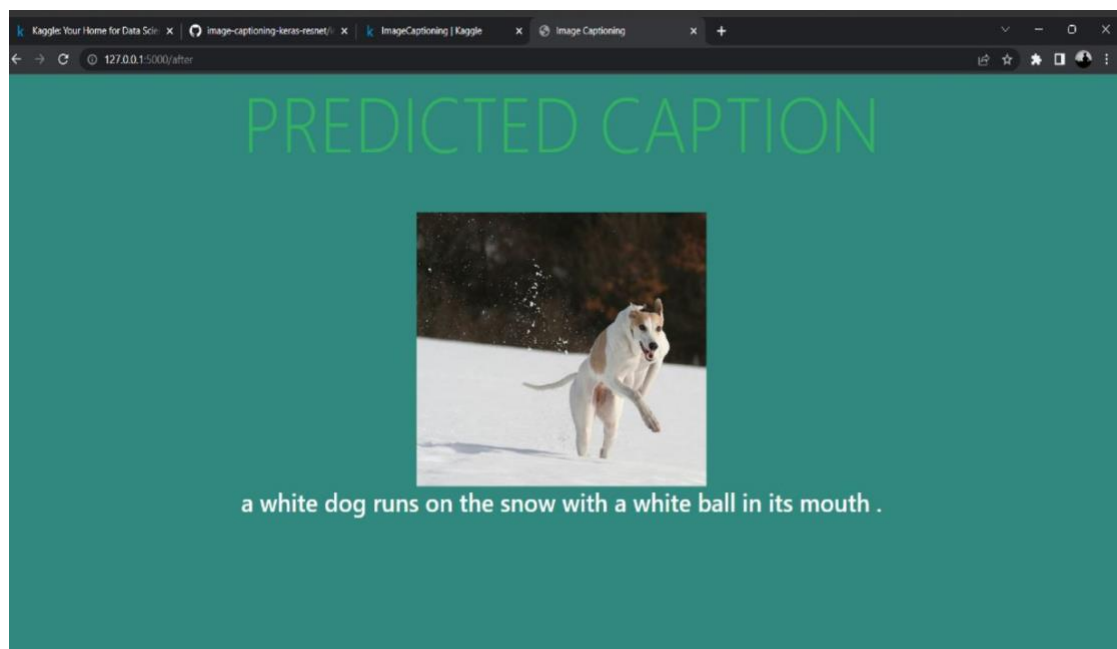 Kaggle: Your Home for Data Scie
image-captioning-keras-resnet/
ImageCaptioning | Kaggle
Image Captioning
127.0.0.1:5000/after
PREDICTED CAPTION
a white dog runs on the snow with a white ball in its mouth .